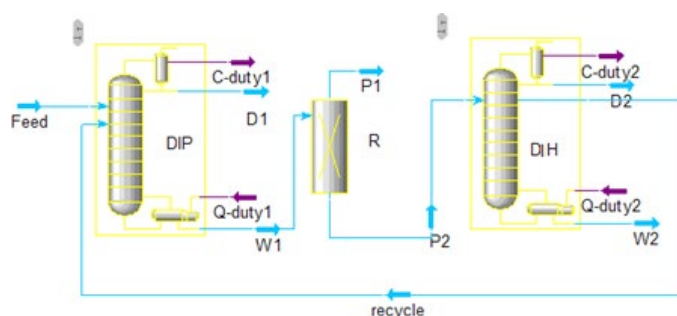 C-duty1
P1
C-duty2
Feed
D1
D2
DIP
R
DIH
Q-duty1
Q-duty2
W1
P2
W2
recycle